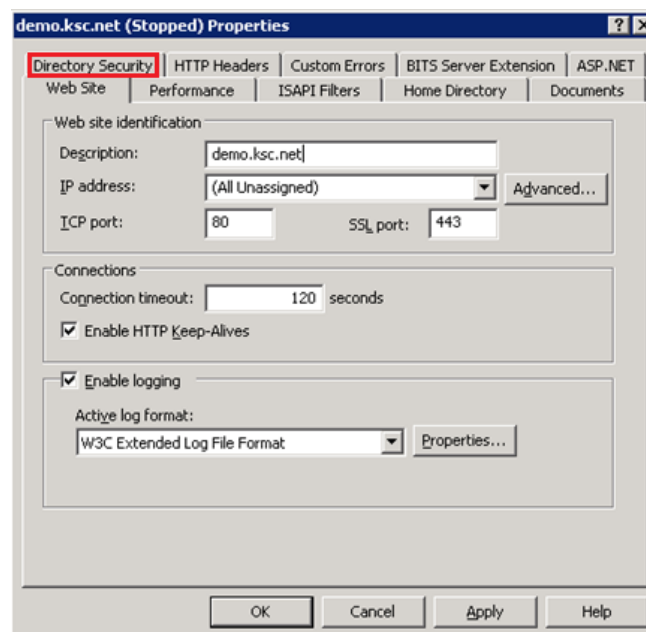 demo.ksc.net (Stopped) Properties
Directory Security HTTP Headers Custom Errors BITS Server Extension ASP.NET
Web Site Performance ISAPI Filters Home Directory Documents
Web site identification
Description: demo.ksc.net
IP address: (All Unassigned) Advanced...
TCP port: 80 SSL port: 443
Connections
Connection timeout: 120 seconds
Enable HTTP Keep-Alives
Enable logging
Active log format:
W3C Extended Log File Format Properties...
OK Cancel Apply Help